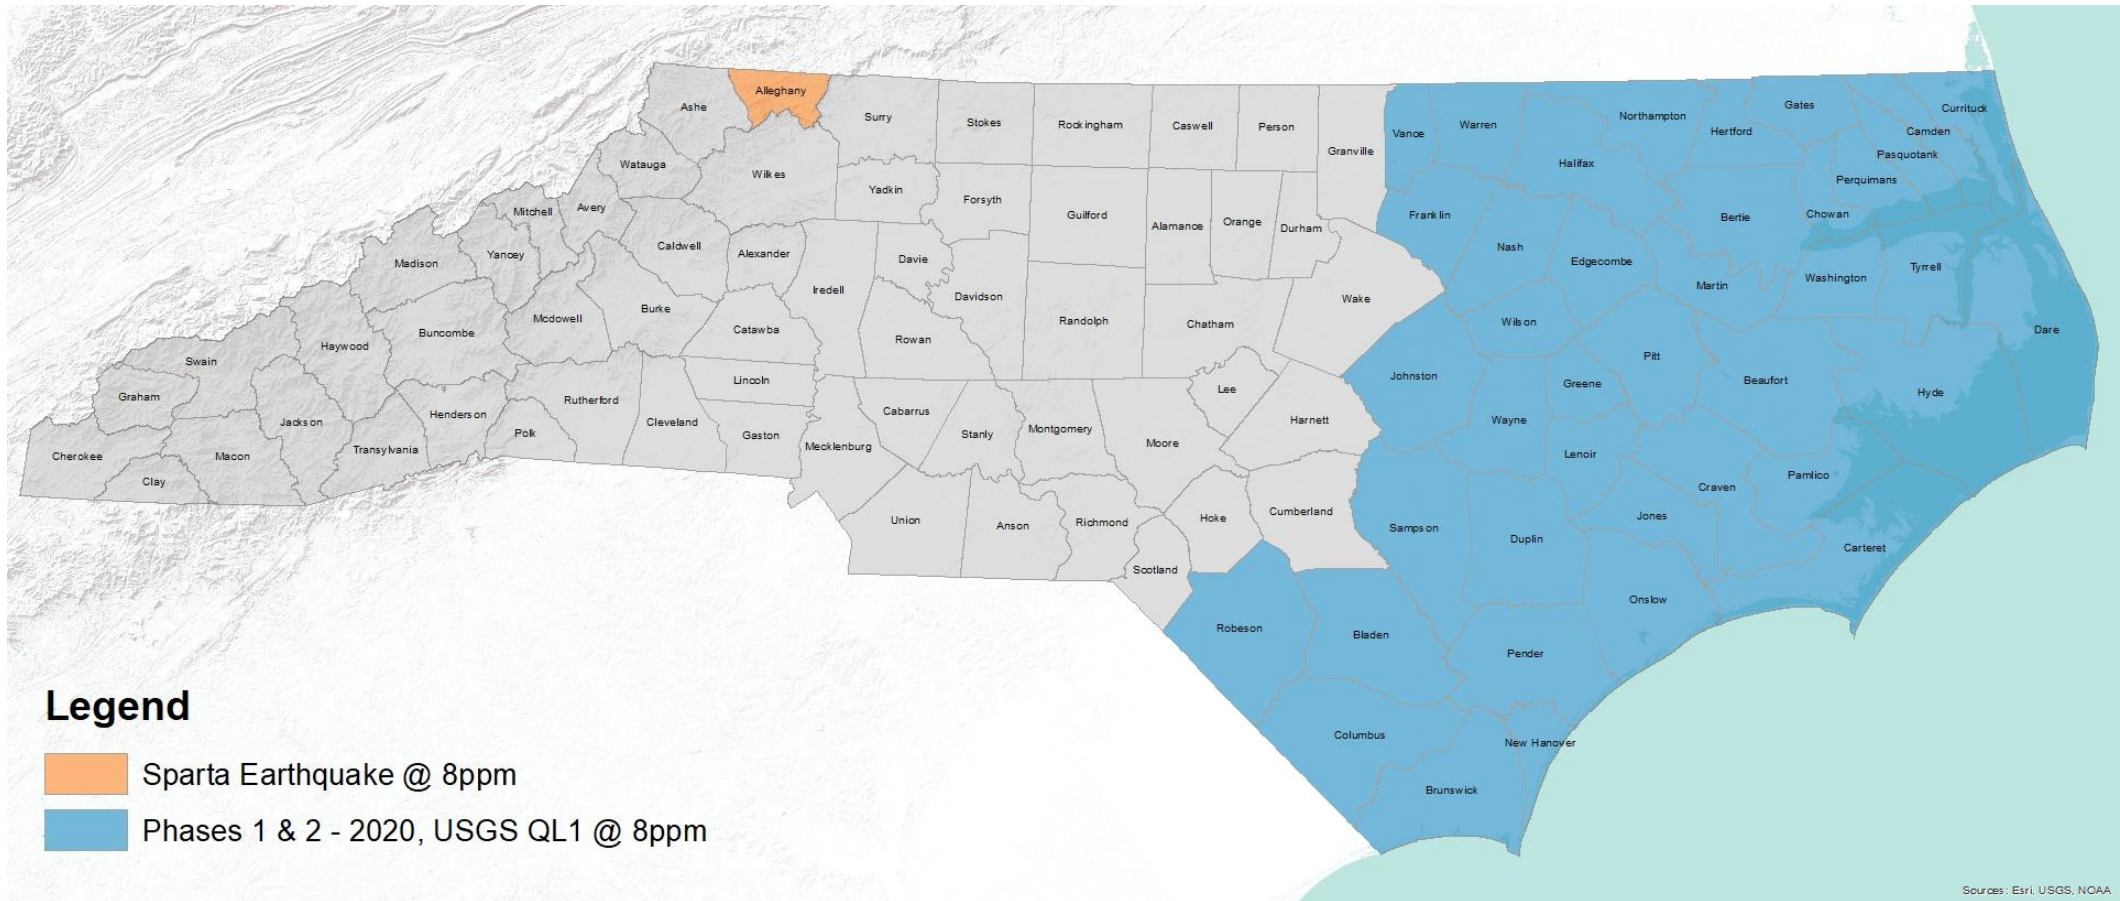 Alleghany
Ashe
Surry
Stokes
Rockingham
Caswell
Person
Granville
Vance
Warren
Northampton
Halifax
Hertford
Gates
Currituck
Camden
Pasquotank
Perquimans
Chowan
Bertie
Watauga
Wilkes
Yadkin
Forsyth
Guilford
Alamance
Orange
Durham
Franklin
Nash
Edgecombe
Martin
Washington
Tyrrell
Dare
Mitchell
Avery
Yancey
Madison
Caldwell
Alexander
Iredell
Davie
Davidson
Randolph
Chatham
Wake
Wilson
Pitt
Beaufort
Hyde
Buncombe
Mcdowell
Burke
Catawba
Rowan
Johnston
Greene
Wayne
Lenoir
Swain
Haywood
Graham
Jackson
Henderson
Rutherford
Polk
Cleveland
Lincoln
Gaston
Mecklenburg
Cabarrus
Stanly
Montgomery
Moore
Lee
Harnett
Cherokee
Clay
Macon
Transylvania
Union
Anson
Richmond
Scotland
Hoke
Cumberland
Sampson
Duplin
Jones
Craven
Pamlico
Carteret
Onslow
Robeson
Bladen
Pender
Columbus
New Hanover
Brunswick
Legend
Sparta Earthquake @ 8ppm
Phases 1 & 2 - 2020, USGS QL1 @ 8ppm
Sources: Esri, USGS, NOAA